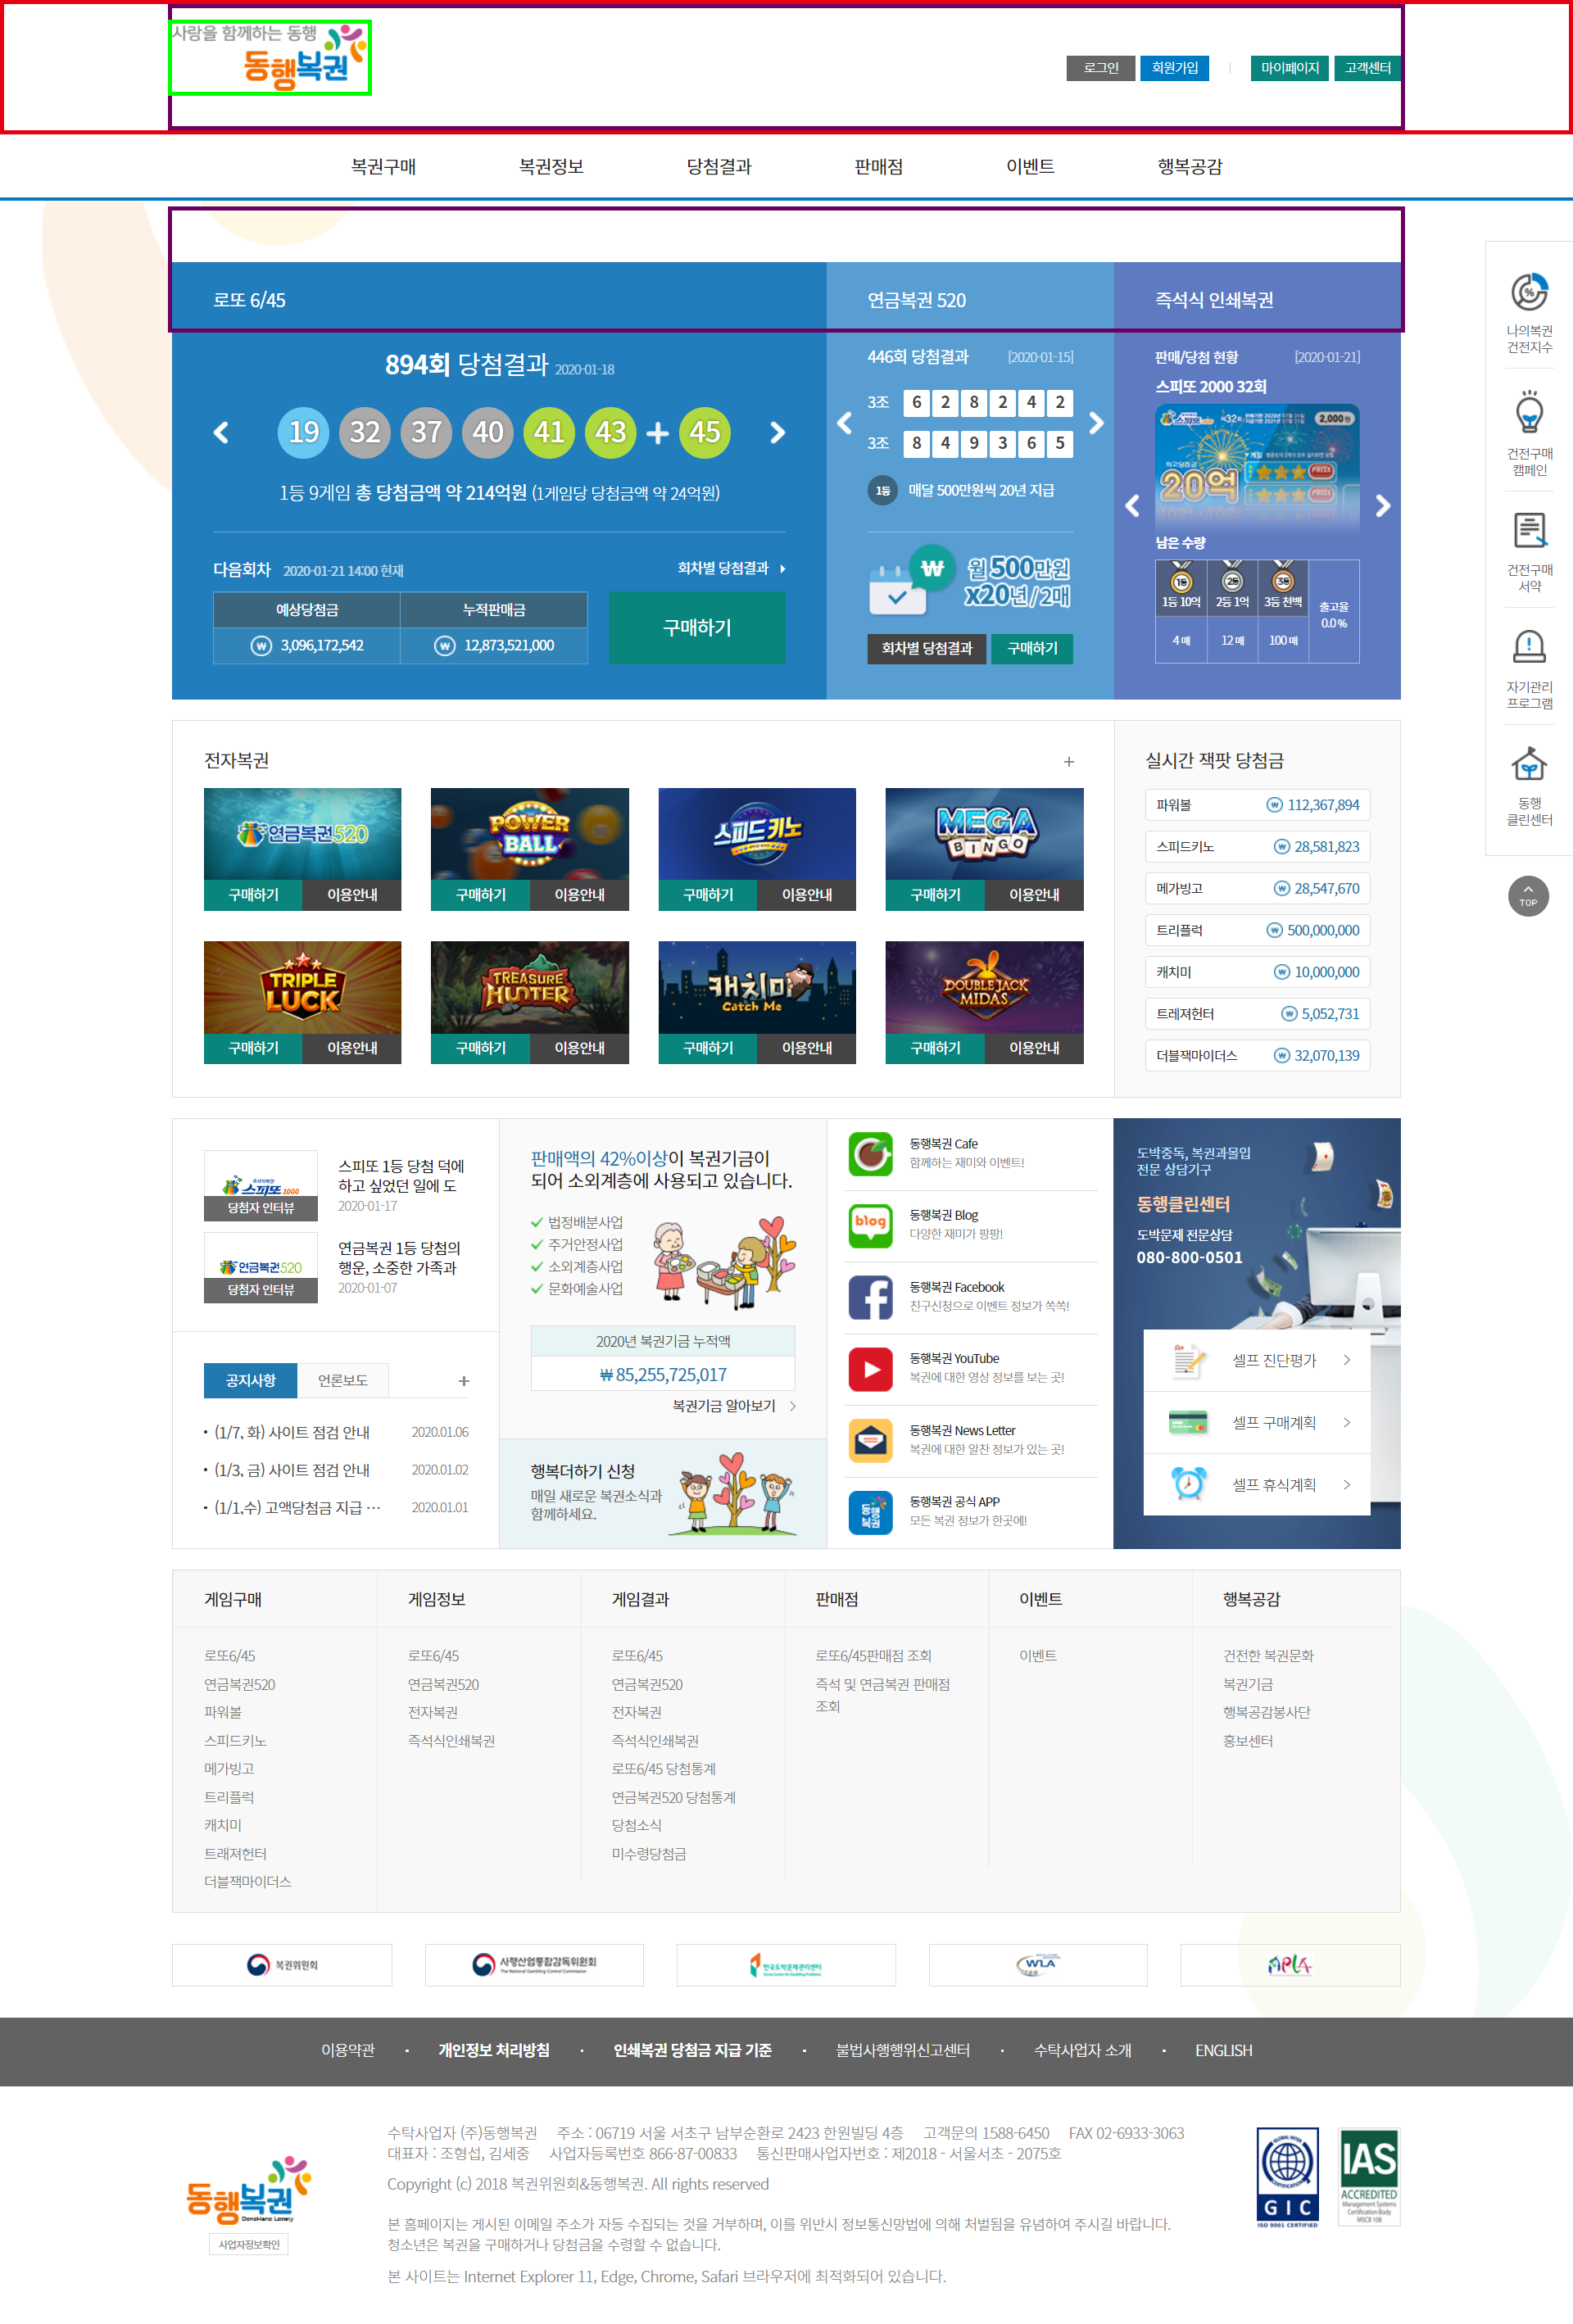 사랑을 함께하는 동행
동행복권
로그인 회원가입 마이페이지 고객센터
복권구매 복권정보 당첨결과 판매점 이벤트 행복공감
로또 6/45
894회 당첨결과 2020-01-18
19 32 37 40 41 43 + 45
1등 9게임 총 당첨금액 약 214억원 (1게임당 당첨금액 약 24억원)
다음회차 2020-01-21 14:00 현재
회차별 당첨결과
예상당첨금 누적판매금
3,096,172,542 12,873,521,000
구매하기
연금복권 520
446회 당첨결과 [2020-01-15]
3조 6 2 8 2 4 2
3조 8 4 9 3 6 5
1등 매달 500만원씩 20년 지급
월500만원
x20년/2매
회차별 당첨결과 구매하기
즉석식 인쇄복권
판매/당첨 현황 [2020-01-21]
스피또 2000 32회
제32회 2,000원
20억
남은 수량
1등 2등 3등
1등 10억 2등 1억 3등 천백
출고율
0.0 %
4 매 12 매 100 매
나의복권
건전지수
건전구매
캠페인
건전구매
서약
자기관리
프로그램
동행
클린센터
TOP
전자복권
연금복권520
POWER
BALL
스피드키노
MEGA
BINGO
구매하기 이용안내 구매하기 이용안내 구매하기 이용안내 구매하기 이용안내
TRIPLE
LUCK
TREASURE
HUNTER
캐치미
Catch Me
DOUBLE JACK
MIDAS
구매하기 이용안내 구매하기 이용안내 구매하기 이용안내 구매하기 이용안내
실시간 잭팟 당첨금
파워볼 112,367,894
스피드키노 28,581,823
메가빙고 28,547,670
트리플럭 500,000,000
캐치미 10,000,000
트레져헌터 5,052,731
더블잭마이더스 32,070,139
스피또1000
당첨자 인터뷰
스피또 1등 당첨 덕에
하고 싶었던 일에 도
2020-01-17
연금복권520
당첨자 인터뷰
연금복권 1등 당첨의
행운, 소중한 가족과
2020-01-07
공지사항 언론보도
(1/7, 화) 사이트 점검 안내 2020.01.06
(1/3, 금) 사이트 점검 안내 2020.01.02
(1/1,수) 고액당첨금 지급 … 2020.01.01
판매액의 42%이상이 복권기금이
되어 소외계층에 사용되고 있습니다.
법정배분사업
주거안정사업
소외계층사업
문화예술사업
2020년 복권기금 누적액
₩ 85,255,725,017
복권기금 알아보기
행복더하기 신청
매일 새로운 복권소식과
함께하세요.
동행복권 Cafe
함께하는 재미와 이벤트!
blog
동행복권 Blog
다양한 재미가 팡팡!
동행복권 Facebook
친구신청으로 이벤트 정보가 쏙쏙!
동행복권 YouTube
복권에 대한 영상 정보를 보는 곳!
동행복권 News Letter
복권에 대한 알찬 정보가 있는 곳!
동행
복권
동행복권 공식 APP
모든 복권 정보가 한곳에!
도박중독, 복권과몰입
전문 상담기구
동행클린센터
도박문제 전문상담
080-800-0501
셀프 진단평가
셀프 구매계획
셀프 휴식계획
게임구매
로또6/45
연금복권520
파워볼
스피드키노
메가빙고
트리플럭
캐치미
트래져헌터
더블잭마이더스
게임정보
로또6/45
연금복권520
전자복권
즉석식인쇄복권
게임결과
로또6/45
연금복권520
전자복권
즉석식인쇄복권
로또6/45 당첨통계
연금복권520 당첨통계
당첨소식
미수령당첨금
판매점
로또6/45판매점 조회
즉석 및 연금복권 판매점
조회
이벤트
이벤트
행복공감
건전한 복권문화
복권기금
행복공감봉사단
홍보센터
복권위원회
사행산업통합감독위원회
The National Gambling Control Commission
한국도박문제관리센터
WLA
APLA
이용약관 개인정보 처리방침 인쇄복권 당첨금 지급 기준 불법사행행위신고센터 수탁사업자 소개 ENGLISH
동행복권
DongHang Lottery
사업자정보확인
수탁사업자 (주)동행복권 주소 : 06719 서울 서초구 남부순환로 2423 한원빌딩 4층 고객문의 1588-6450 FAX 02-6933-3063
대표자 : 조형섭, 김세중 사업자등록번호 866-87-00833 통신판매사업자번호 : 제2018 - 서울서초 - 2075호
Copyright (c) 2018 복권위원회&동행복권. All rights reserved
본 홈페이지는 게시된 이메일 주소가 자동 수집되는 것을 거부하며, 이를 위반시 정보통신망법에 의해 처벌됨을 유념하여 주시길 바랍니다.
청소년은 복권을 구매하거나 당첨금을 수령할 수 없습니다.
본 사이트는 Internet Explorer 11, Edge, Chrome, Safari 브라우저에 최적화되어 있습니다.
GIC
ISO 9001 CERTIFIED
IAS
ACCREDITED
Management Systems
Certification Body
MSCB 108